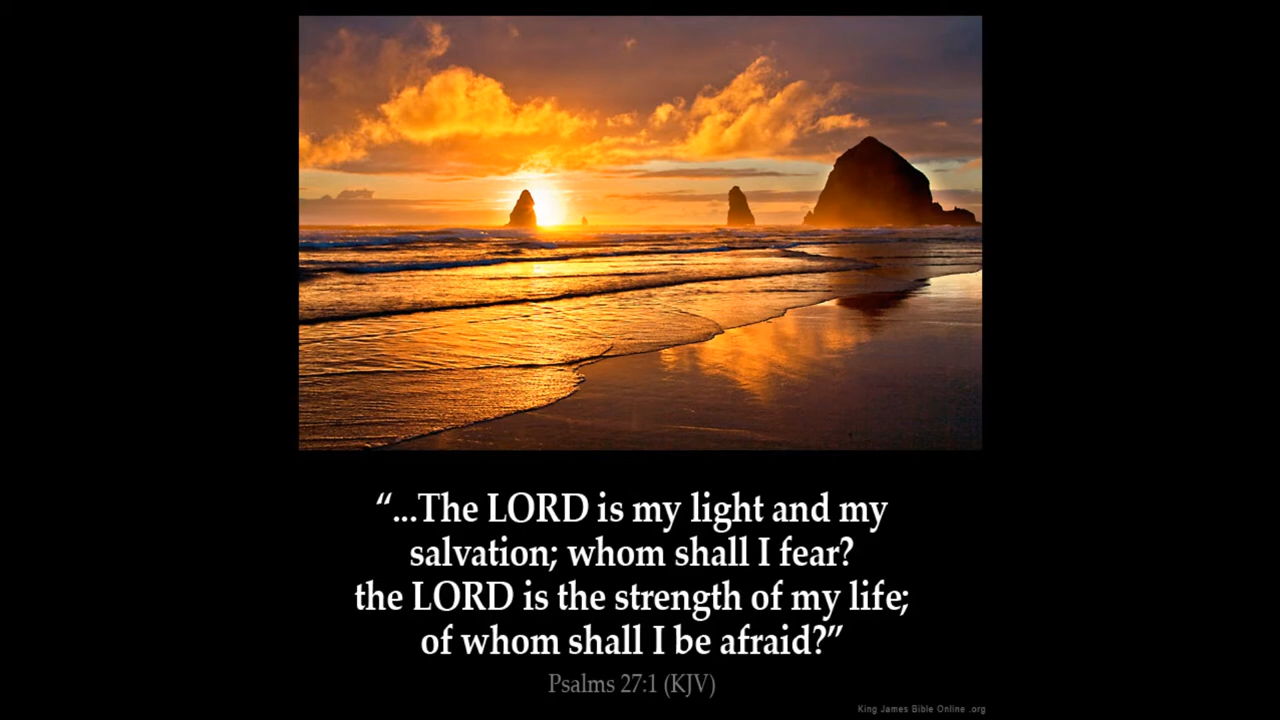 “...The LORD is my light and my
salvation; whom shall I fear?
the LORD is the strength of my life;
of whom shall I be afraid?”
Psalms 27:1 (KJV)
King James Bible Online .org